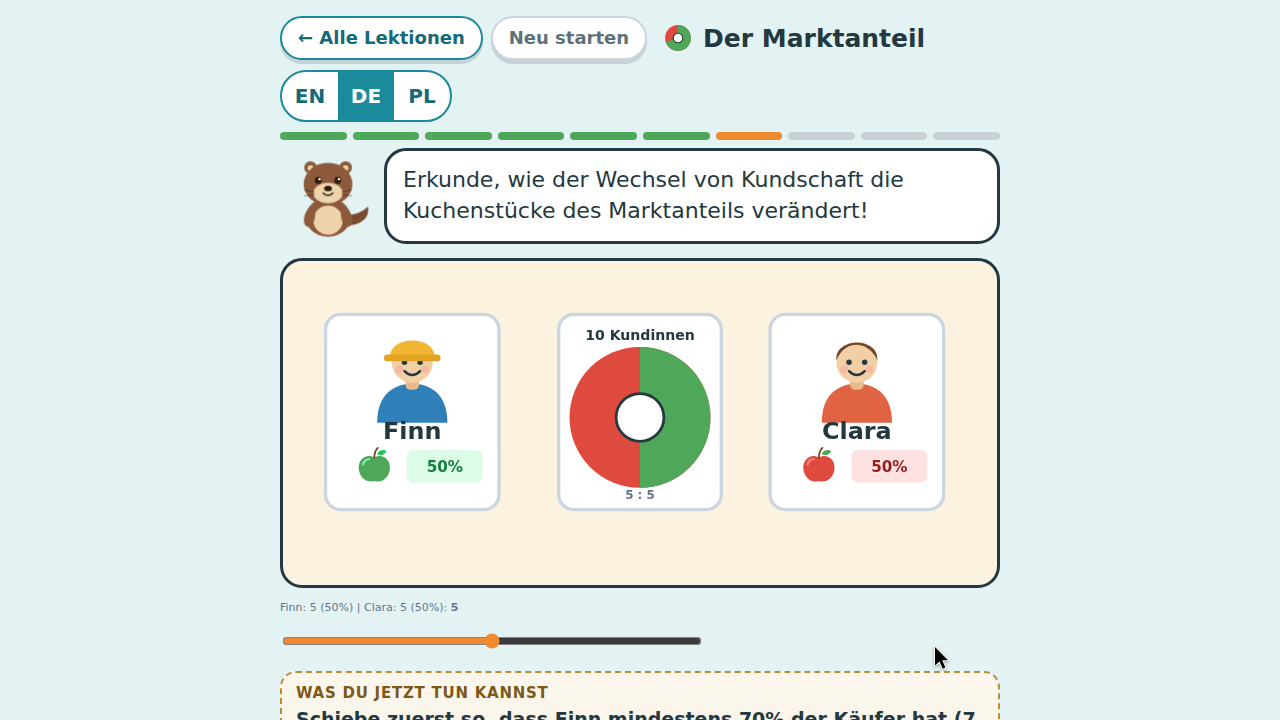 ← Alle Lektionen
Neu starten
Der Marktanteil
EN DE PL
Erkunde, wie der Wechsel von Kundschaft die
Kuchenstücke des Marktanteils verändert!
Finn
50%
10 Kundinnen
5 : 5
Clara
50%
Finn: 5 (50%) | Clara: 5 (50%): 5
WAS DU JETZT TUN KANNST
Schiebe zuerst so, dass Finn mindestens 70% der Käufer hat (7